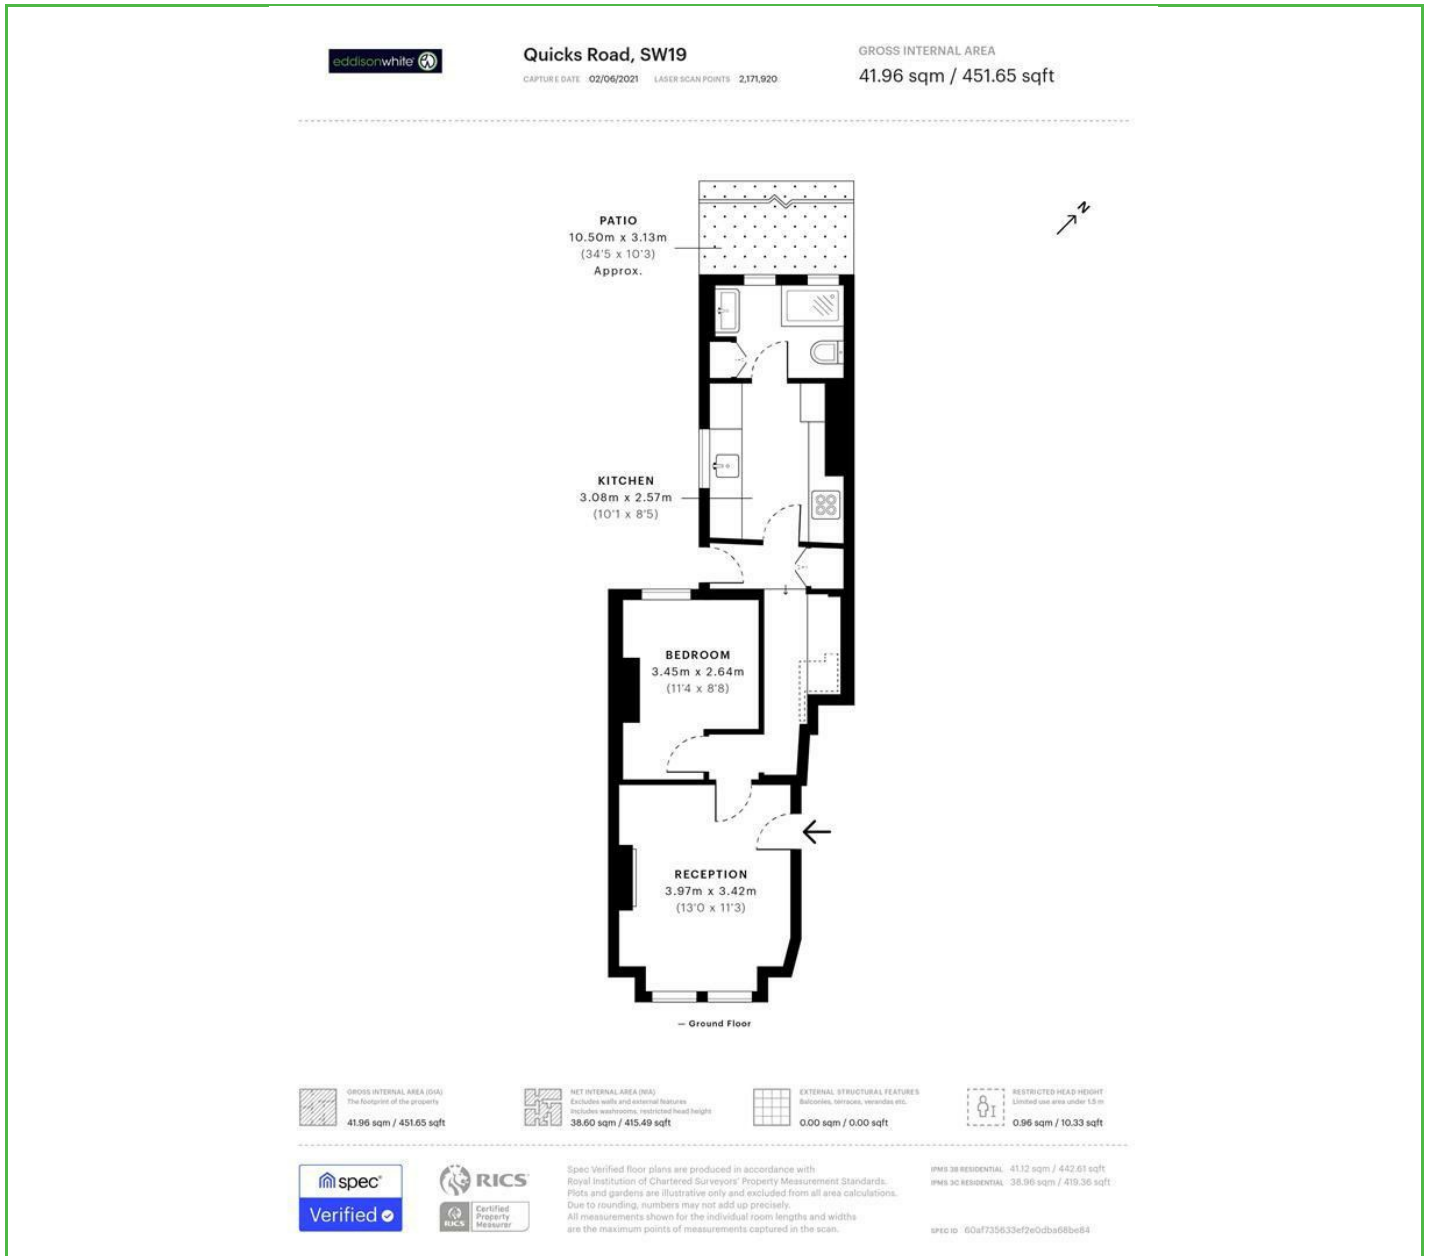 eddisonwhite
Quicks Road, SW19
CAPTURE DATE 02/06/2021 LASER SCAN POINTS 2,171,920
GROSS INTERNAL AREA
41.96 sqm / 451.65 sqft
N
PATIO
10.50m x 3.13m
(34'5 x 10'3)
Approx.
KITCHEN
3.08m x 2.57m
(10'1 x 8'5)
BEDROOM
3.45m x 2.64m
(11'4 x 8'8)
RECEPTION
3.97m x 3.42m
(13'0 x 11'3)
— Ground Floor
GROSS INTERNAL AREA (GIA)
The footprint of the property
41.96 sqm / 451.65 sqft
NET INTERNAL AREA (NIA)
Excludes walls and external features
Includes washrooms, restricted head height
38.60 sqm / 415.49 sqft
EXTERNAL STRUCTURAL FEATURES
Balconies, terraces, verandas etc.
0.00 sqm / 0.00 sqft
RESTRICTED HEAD HEIGHT
Limited use area under 1.5 m
0.96 sqm / 10.33 sqft
spec
Verified
RICS
RICS
Certified
Property
Measurer
Spec Verified floor plans are produced in accordance with
Royal Institution of Chartered Surveyors' Property Measurement Standards.
Plots and gardens are illustrative only and excluded from all area calculations.
Due to rounding, numbers may not add up precisely.
All measurements shown for the individual room lengths and widths
are the maximum points of measurements captured in the scan.
IPMS 3B RESIDENTIAL 41.12 sqm / 442.61 sqft
IPMS 3C RESIDENTIAL 38.96 sqm / 419.36 sqft
SPEC ID 60af735633ef2e0dba68be84